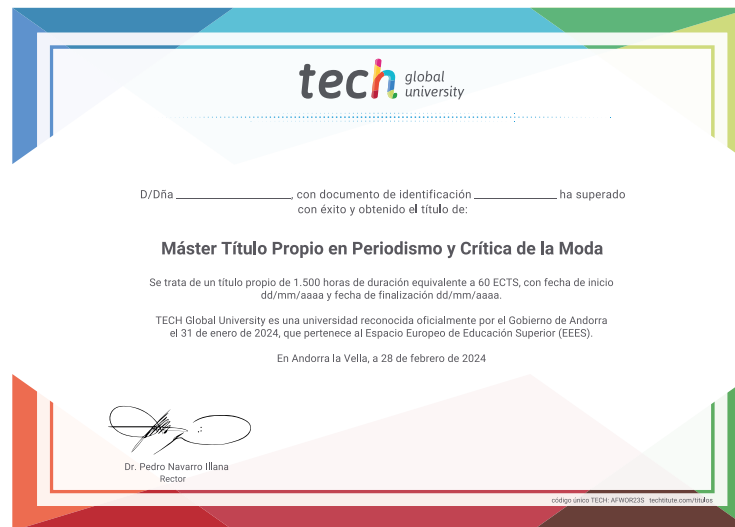 tech global university
D/Dña ____________________, con documento de identificación ______________ ha superado
con éxito y obtenido el título de:
Máster Título Propio en Periodismo y Crítica de la Moda
Se trata de un título propio de 1.500 horas de duración equivalente a 60 ECTS, con fecha de inicio
dd/mm/aaaa y fecha de finalización dd/mm/aaaa.
TECH Global University es una universidad reconocida oficialmente por el Gobierno de Andorra
el 31 de enero de 2024, que pertenece al Espacio Europeo de Educación Superior (EEES).
En Andorra la Vella, a 28 de febrero de 2024
Dr. Pedro Navarro Illana
Rector
código único TECH: AFWOR23S techtitute.com/titulos